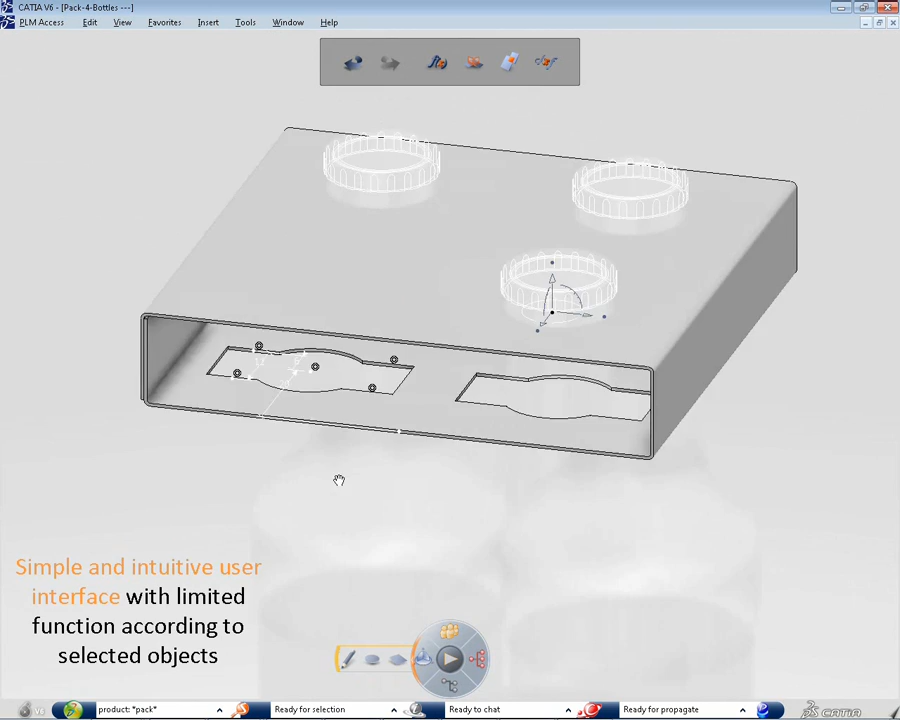 CATIA V6 - [Pack-4-Bottles ---]
PLM Access Edit View Favorites Insert Tools Window Help
Simple and intuitive user
interface with limited
function according to
selected objects
product: *pack* Ready for selection Ready to chat Ready for propagate CATIA